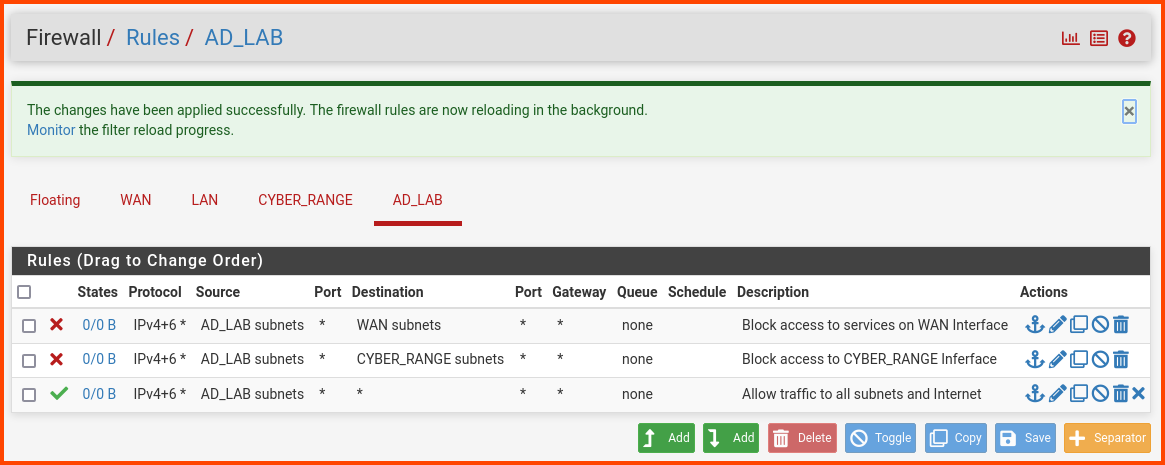 Firewall / Rules / AD_LAB
The changes have been applied successfully. The firewall rules are now reloading in the background.
Monitor the filter reload progress.
Floating WAN LAN CYBER_RANGE AD_LAB
Rules (Drag to Change Order)
States Protocol Source Port Destination Port Gateway Queue Schedule Description Actions
0/0 B IPv4+6 * AD_LAB subnets * WAN subnets * * none Block access to services on WAN Interface
0/0 B IPv4+6 * AD_LAB subnets * CYBER_RANGE subnets * * none Block access to CYBER_RANGE Inferface
0/0 B IPv4+6 * AD_LAB subnets * * * * none Allow traffic to all subnets and Internet
Add Add Delete Toggle Copy Save Separator